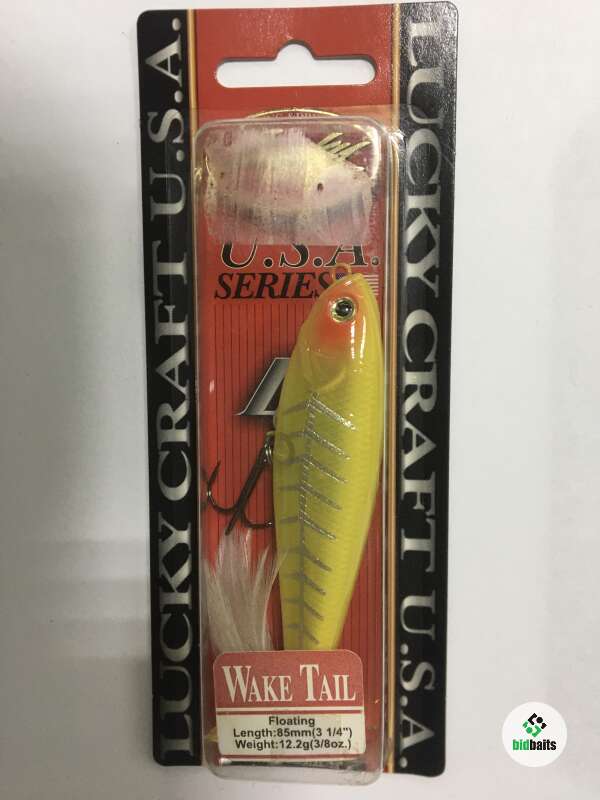 LUCKY CRAFT U.S.A.
LUCKY CRAFT U.S.A.
U.S.A.
SERIES
WAKE TAIL
Floating
Length:85mm(3 1/4")
Weight:12.2g(3/8oz.)
bidbaits